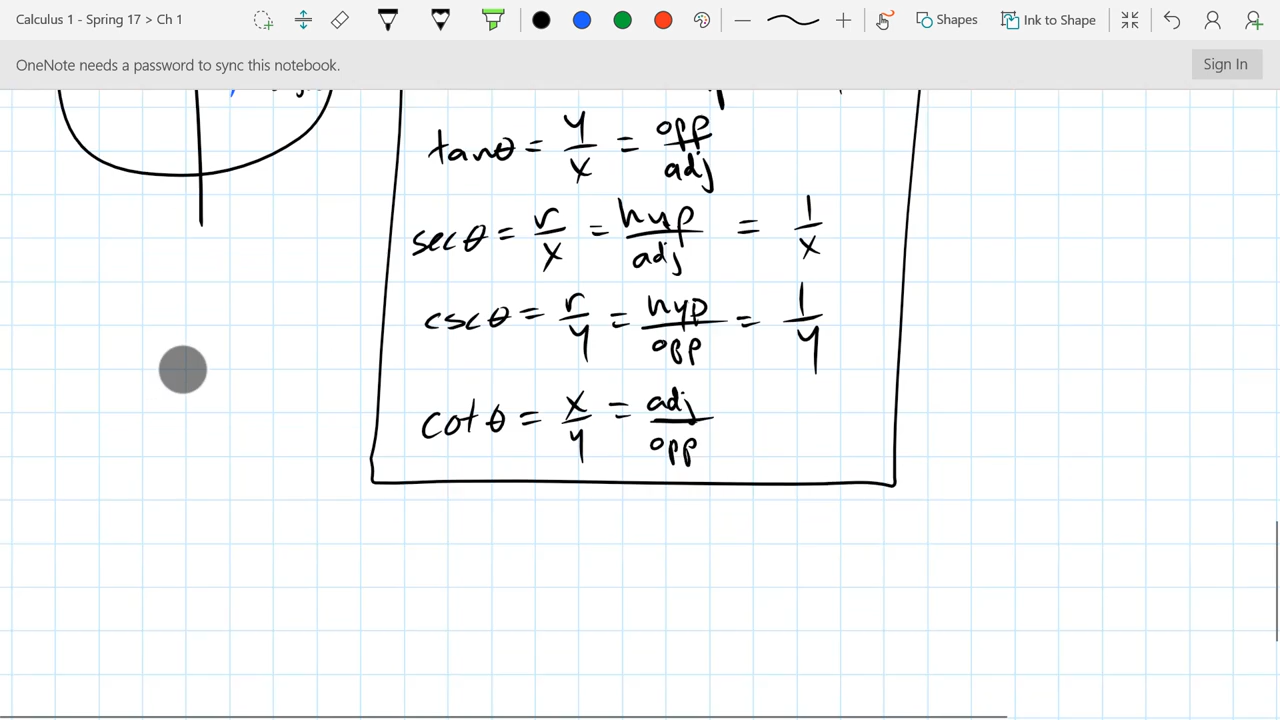 Calculus 1 - Spring 17 > Ch 1
Shapes
Ink to Shape
OneNote needs a password to sync this notebook.
Sign In
tanθ = y/x = opp/adj
secθ = r/x = hyp/adj = 1/x
cscθ = r/y = hyp/opp = 1/y
cotθ = x/y = adj/opp